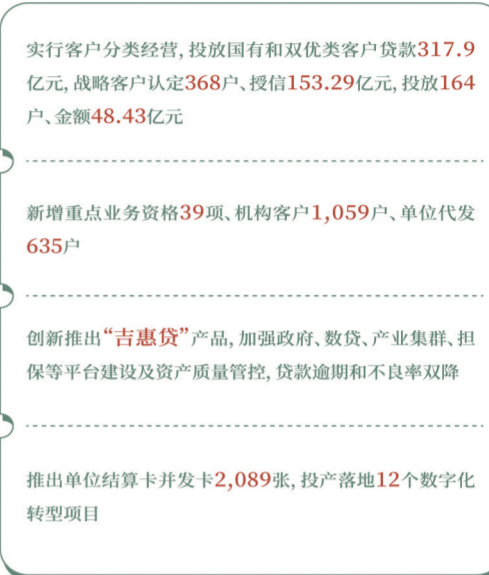 实行客户分类经营,投放国有和双优类客户贷款317.9
亿元,战略客户认定368户、授信153.29亿元,投放164
户、金额48.43亿元
新增重点业务资格39项、机构客户1,059户、单位代发
635户
创新推出“吉惠贷”产品,加强政府、数贷、产业集群、担
保等平台建设及资产质量管控,贷款逾期和不良率双降
推出单位结算卡并发卡2,089张,投产落地12个数字化
转型项目